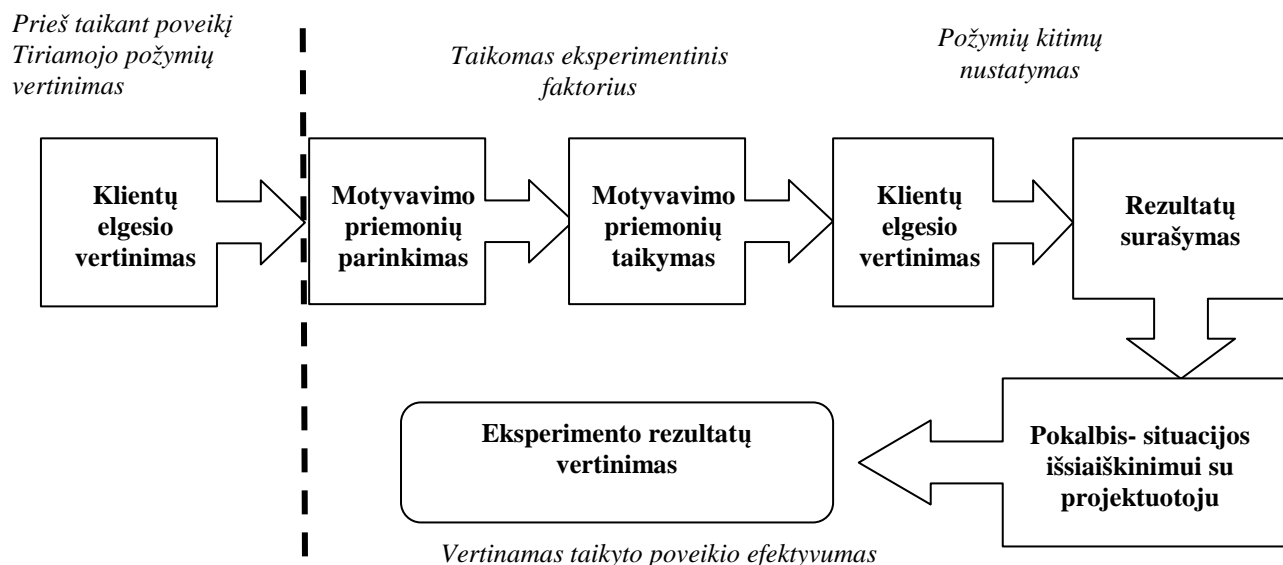 Prieš taikant poveikį
Tiriamojo požymių
vertinimas
Taikomas eksperimentinis
faktorius
Požymių kitimų
nustatymas
Klientų
elgesio
vertinimas
Motyvavimo
priemonių
parinkimas
Motyvavimo
priemonių
taikymas
Klientų
elgesio
vertinimas
Rezultatų
surašymas
Pokalbis- situacijos
išsiaiškinimui su
projektuotoju
Eksperimento rezultatų
vertinimas
Vertinamas taikyto poveikio efektyvumas